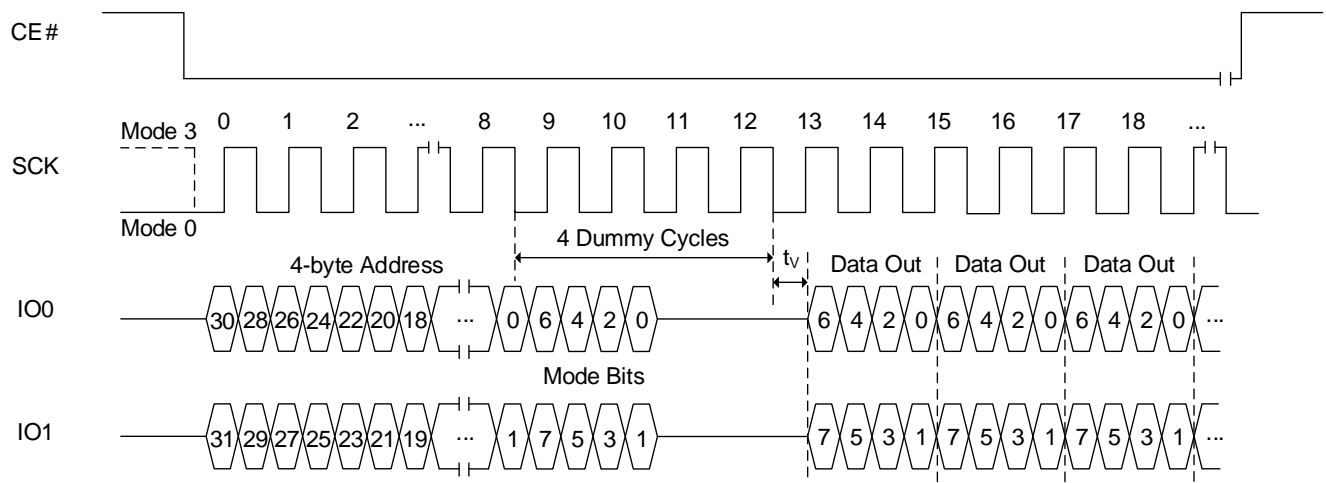 CE#
Mode 3
0 1 2 ... 8 9 10 11 12 13 14 15 16 17 18 ...
SCK
Mode 0
4 Dummy Cycles
tV
4-byte Address
Data Out Data Out Data Out
IO0
30 28 26 24 22 20 18 ... 0 6 4 2 0 6 4 2 0 6 4 2 0 6 4 2 0 ...
Mode Bits
IO1
31 29 27 25 23 21 19 ... 1 7 5 3 1 7 5 3 1 7 5 3 1 7 5 3 1 ...